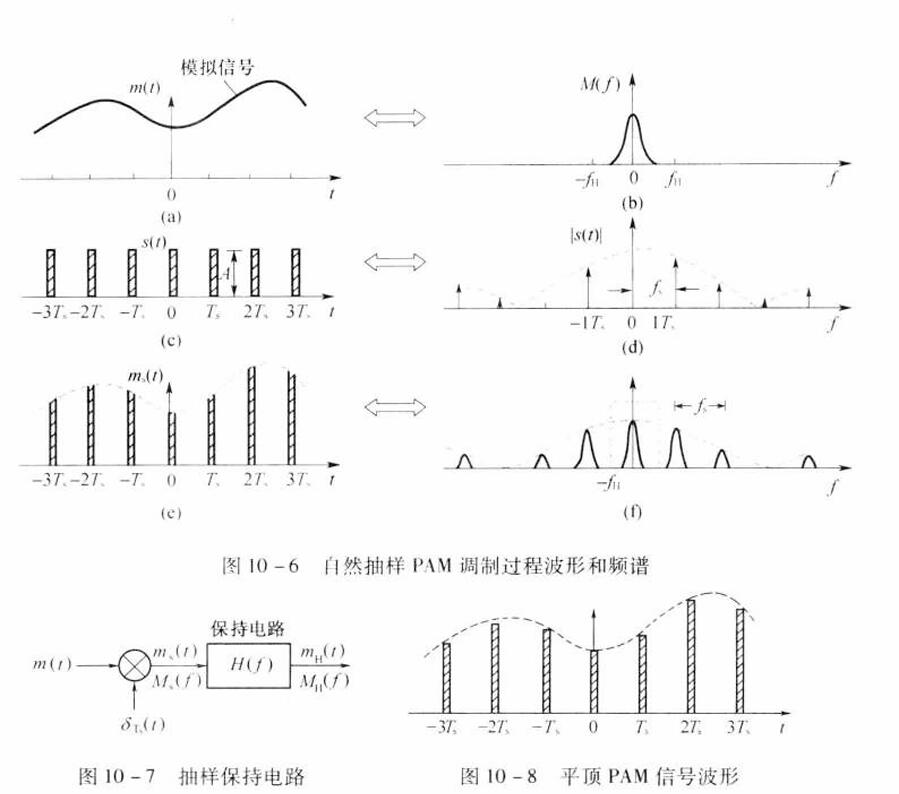 模拟信号
m(t)
0
t
(a)
M(f)
−fH
0
fH
f
(b)
s(t)
A
−3Ts
−2Ts
−Ts
0
Ts
2Ts
3Ts
t
(c)
|s(t)|
fs
−1Ts
0
1Ts
f
(d)
ms(t)
−3Ts
−2Ts
−Ts
0
Ts
2Ts
3Ts
t
(e)
fs
−fH
f
(f)
图 10-6 自然抽样 PAM 调制过程波形和频谱
m(t)
ms(t)
Ms(f)
δTs(t)
保持电路
H(f)
mH(t)
MH(f)
图 10-7 抽样保持电路
−3Ts
−2Ts
−Ts
0
Ts
2Ts
3Ts
t
图 10-8 平顶 PAM 信号波形